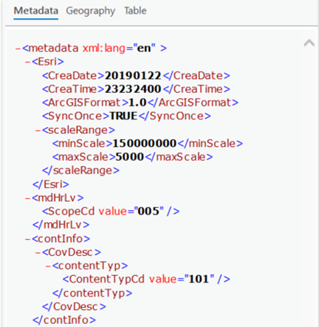 Metadata Geography Table
-<metadata xml:lang="en" >
-<Esri>
<CreaDate>20190122</CreaDate>
<CreaTime>23232400</CreaTime>
<ArcGISFormat>1.0</ArcGISFormat>
<SyncOnce>TRUE</SyncOnce>
-<scaleRange>
<minScale>150000000</minScale>
<maxScale>5000</maxScale>
</scaleRange>
</Esri>
-<mdHrLv>
<ScopeCd value="005" />
</mdHrLv>
-<contInfo>
-<CovDesc>
-<contentTyp>
<ContentTypCd value="101" />
</contentTyp>
</CovDesc>
</contInfo>